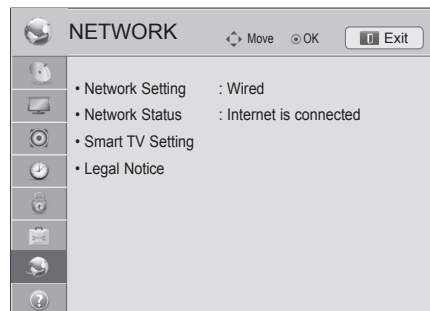 NETWORK Move OK Exit
• Network Setting : Wired
• Network Status : Internet is connected
• Smart TV Setting
• Legal Notice
?